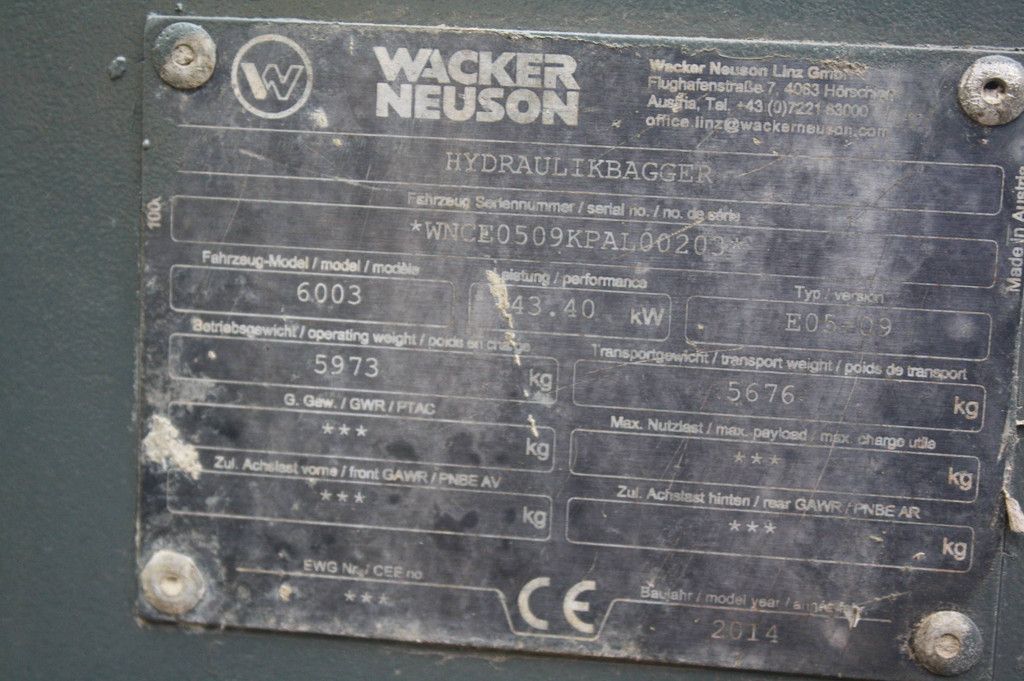 W
WACKER
NEUSON
Wacker Neuson Linz GmbH
Flughafenstraße 7, 4063
Austria, Tel. +43 (0)7221 63000
office.linz@wackerneuson.com
HYDRAULIKBAGGER
Fahrzeug Seriennummer / serial no. / no. de série
*WNCE0509KPAL00203*
100
Made in Austria
Fahrzeug-Model / model / modèle
6003
Leistung / performance
43.40 kW
Typ / version
E05-09
Betriebsgewicht / operating weight / poids en charge
5973 kg
Transportgewicht / transport weight / poids de transport
5676 kg
G. Gew. / GWR / PTAC
*** kg
Max. Nutzlast / max. payload / max. charge utile
*** kg
Zul. Achslast vorne / front GAWR / PNBE AV
*** kg
Zul. Achslast hinten / rear GAWR / PNBE AR
*** kg
EWG Nr. / CEE no
***
CE
Baujahr / model year /
2014